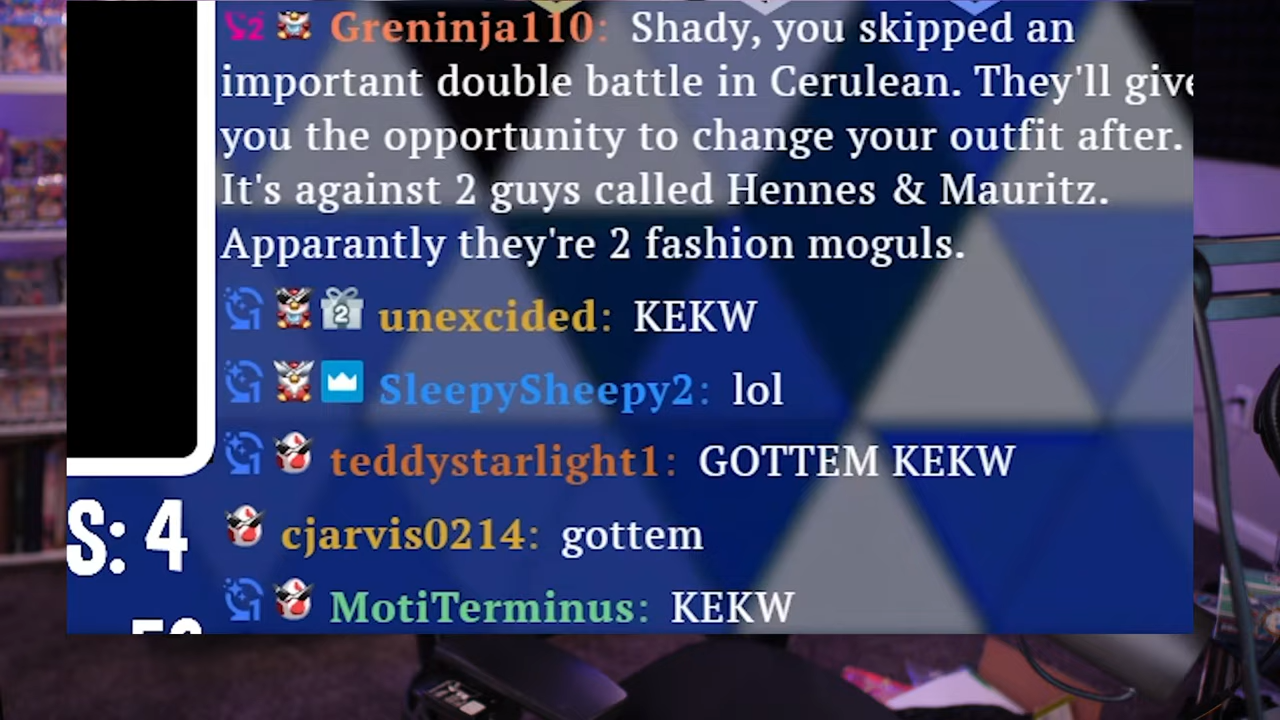 Greninja110: Shady, you skipped an
important double battle in Cerulean. They'll give
you the opportunity to change your outfit after.
It's against 2 guys called Hennes & Mauritz.
Apparantly they're 2 fashion moguls.
2 unexcided: KEKW
SleepySheepy2: lol
teddystarlight1: GOTTEM KEKW
S: 4
cjarvis0214: gottem
MotiTerminus: KEKW